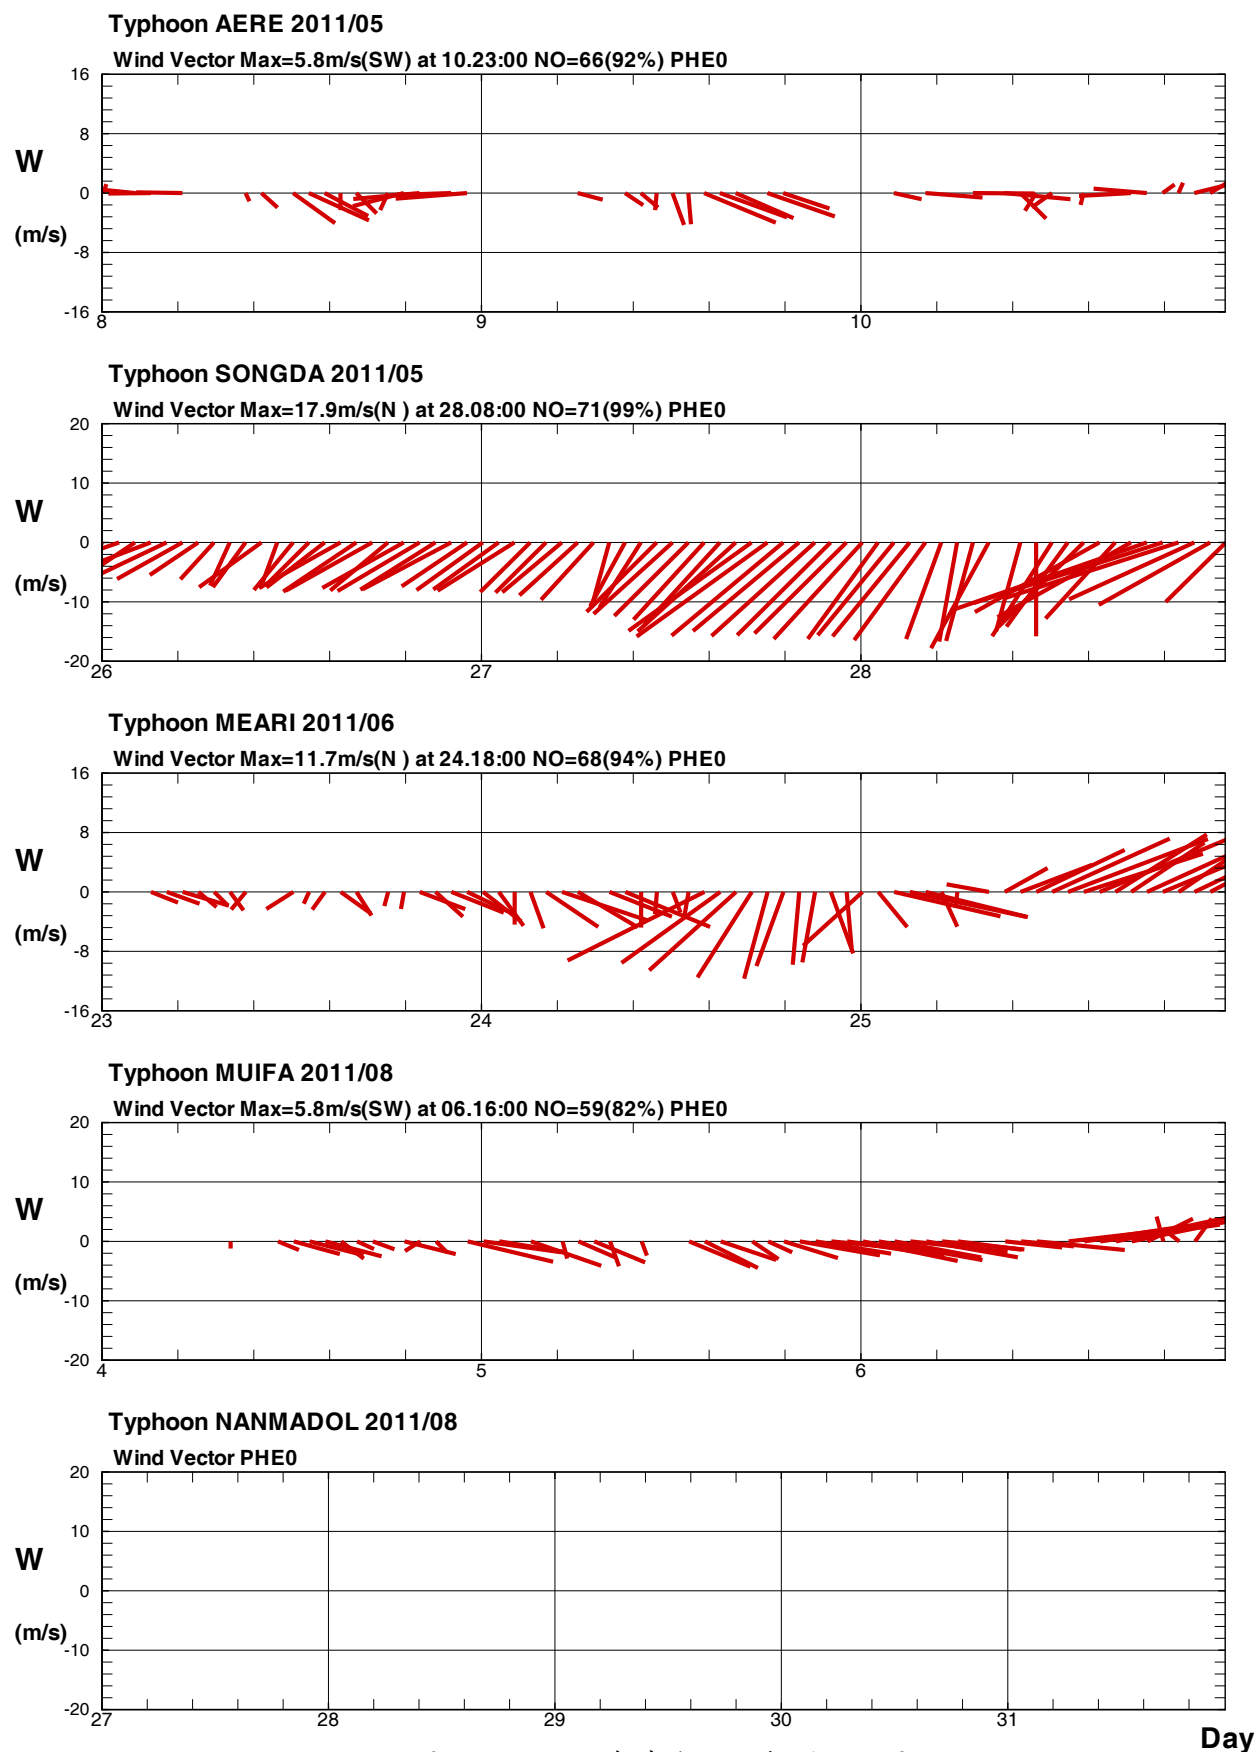 Typhoon AERE 2011/05
Wind Vector Max=5.8m/s(SW) at 10.23:00 NO=66(92%) PHE0
16
8
W
0
(m/s)
-8
-16
8 9 10
Typhoon SONGDA 2011/05
Wind Vector Max=17.9m/s(N ) at 28.08:00 NO=71(99%) PHE0
20
10
W
0
(m/s)
-10
-20
26 27 28
Typhoon MEARI 2011/06
Wind Vector Max=11.7m/s(N ) at 24.18:00 NO=68(94%) PHE0
16
8
W
0
(m/s)
-8
-16
23 24 25
Typhoon MUIFA 2011/08
Wind Vector Max=5.8m/s(SW) at 06.16:00 NO=59(82%) PHE0
20
10
W
0
(m/s)
-10
-20
4 5 6
Typhoon NANMADOL 2011/08
Wind Vector PHE0
20
10
W
0
(m/s)
-10
-20
27 28 29 30 31
Day